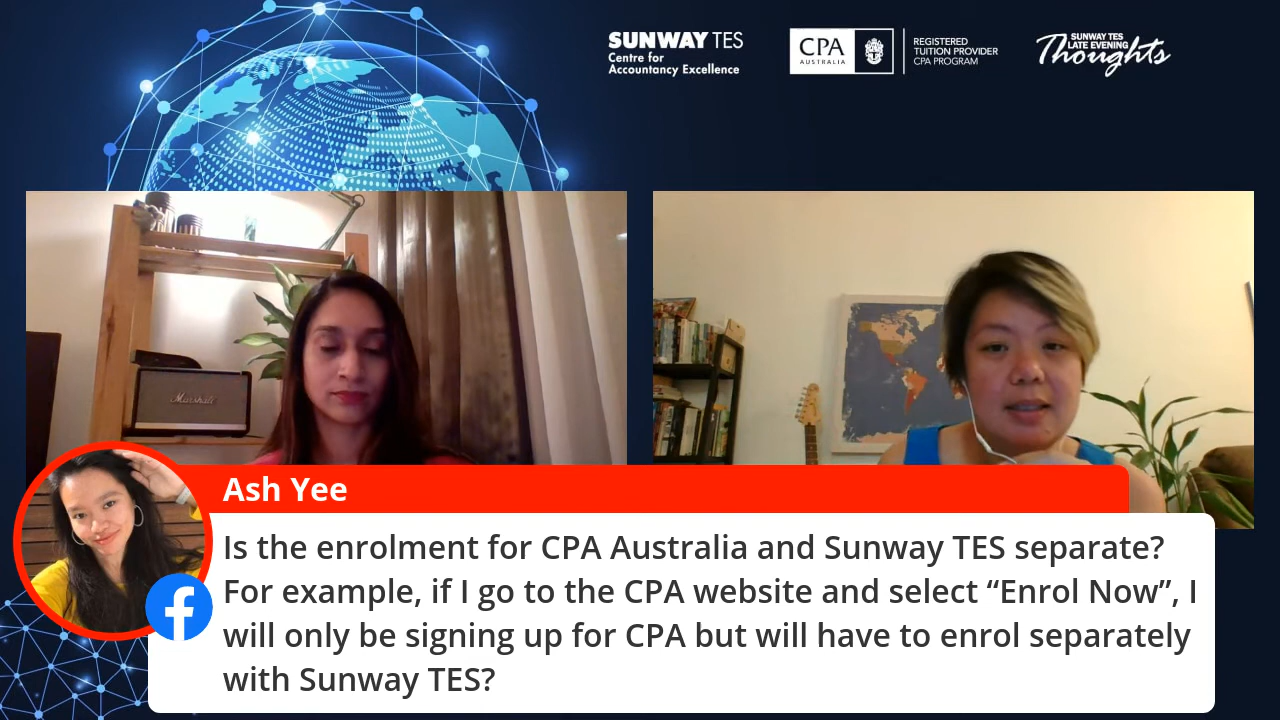 SUNWAY TES
Centre for
Accountancy Excellence
CPA
AUSTRALIA
REGISTERED
TUITION PROVIDER
CPA PROGRAM
SUNWAY TES
LATE EVENING
Thoughts
Marshall
Ash Yee
Is the enrolment for CPA Australia and Sunway TES separate?
For example, if I go to the CPA website and select “Enrol Now”, I
will only be signing up for CPA but will have to enrol separately
with Sunway TES?